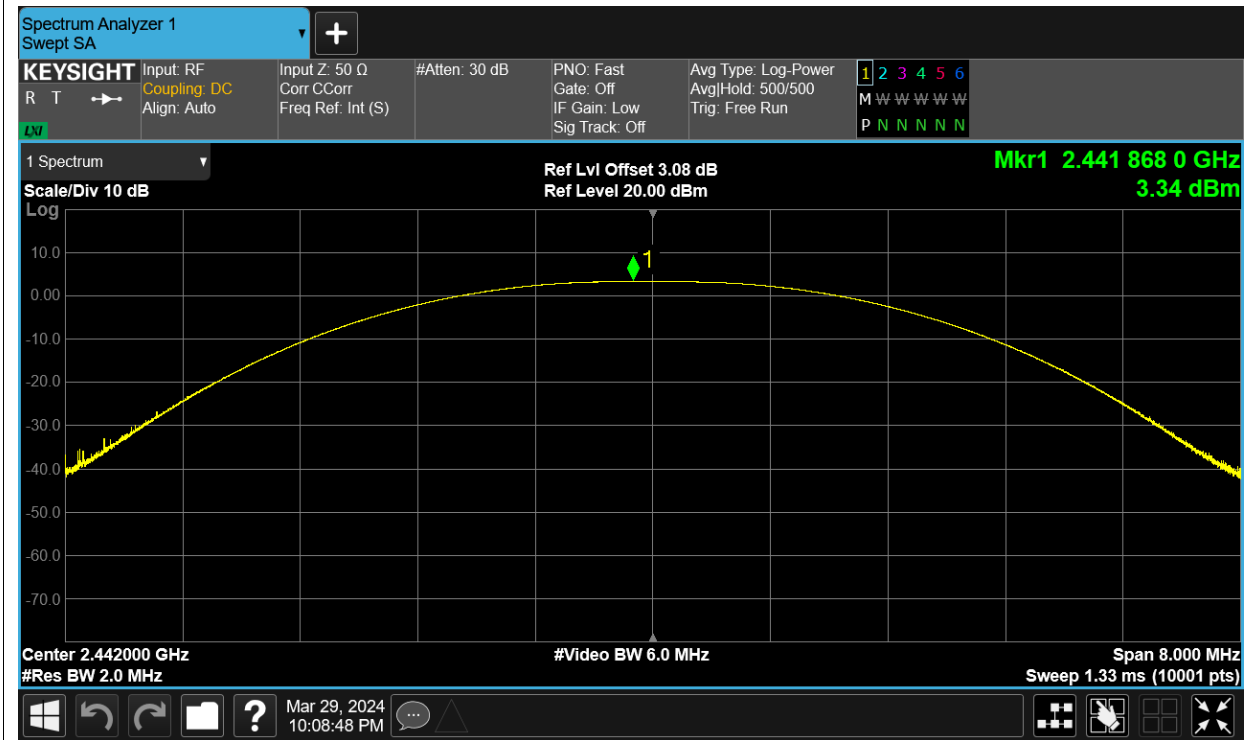 Spectrum Analyzer 1
Swept SA
+
KEYSIGHT
R T
LXI
Input: RF
Coupling: DC
Align: Auto
Input Z: 50 Ω
Corr CCorr
Freq Ref: Int (S)
#Atten: 30 dB
PNO: Fast
Gate: Off
IF Gain: Low
Sig Track: Off
Avg Type: Log-Power
Avg|Hold: 500/500
Trig: Free Run
1 2 3 4 5 6
M W W W W W
P N N N N N
1 Spectrum
Scale/Div 10 dB
Log
Ref Lvl Offset 3.08 dB
Ref Level 20.00 dBm
Mkr1 2.441 868 0 GHz
3.34 dBm
1
10.0
0.00
-10.0
-20.0
-30.0
-40.0
-50.0
-60.0
-70.0
Center 2.442000 GHz
#Res BW 2.0 MHz
#Video BW 6.0 MHz
Span 8.000 MHz
Sweep 1.33 ms (10001 pts)
?
Mar 29, 2024
10:08:48 PM